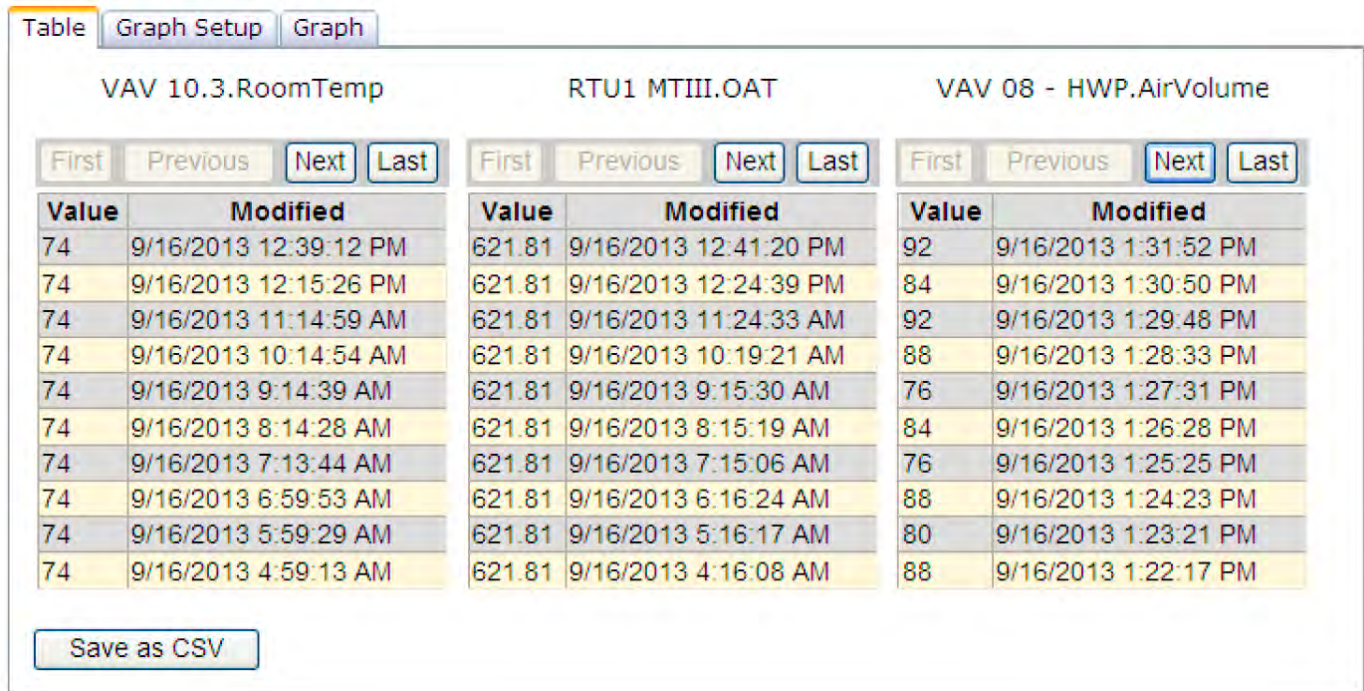 Table Graph Setup Graph
VAV 10.3.RoomTemp RTU1 MTIII.OAT VAV 08 - HWP.AirVolume
First Previous Next Last First Previous Next Last First Previous Next Last
Value Modified Value Modified Value Modified
74 9/16/2013 12:39:12 PM 621.81 9/16/2013 12:41:20 PM 92 9/16/2013 1:31:52 PM
74 9/16/2013 12:15:26 PM 621.81 9/16/2013 12:24:39 PM 84 9/16/2013 1:30:50 PM
74 9/16/2013 11:14:59 AM 621.81 9/16/2013 11:24:33 AM 92 9/16/2013 1:29:48 PM
74 9/16/2013 10:14:54 AM 621.81 9/16/2013 10:19:21 AM 88 9/16/2013 1:28:33 PM
74 9/16/2013 9:14:39 AM 621.81 9/16/2013 9:15:30 AM 76 9/16/2013 1:27:31 PM
74 9/16/2013 8:14:28 AM 621.81 9/16/2013 8:15:19 AM 84 9/16/2013 1:26:28 PM
74 9/16/2013 7:13:44 AM 621.81 9/16/2013 7:15:06 AM 76 9/16/2013 1:25:25 PM
74 9/16/2013 6:59:53 AM 621.81 9/16/2013 6:16:24 AM 88 9/16/2013 1:24:23 PM
74 9/16/2013 5:59:29 AM 621.81 9/16/2013 5:16:17 AM 80 9/16/2013 1:23:21 PM
74 9/16/2013 4:59:13 AM 621.81 9/16/2013 4:16:08 AM 88 9/16/2013 1:22:17 PM
Save as CSV